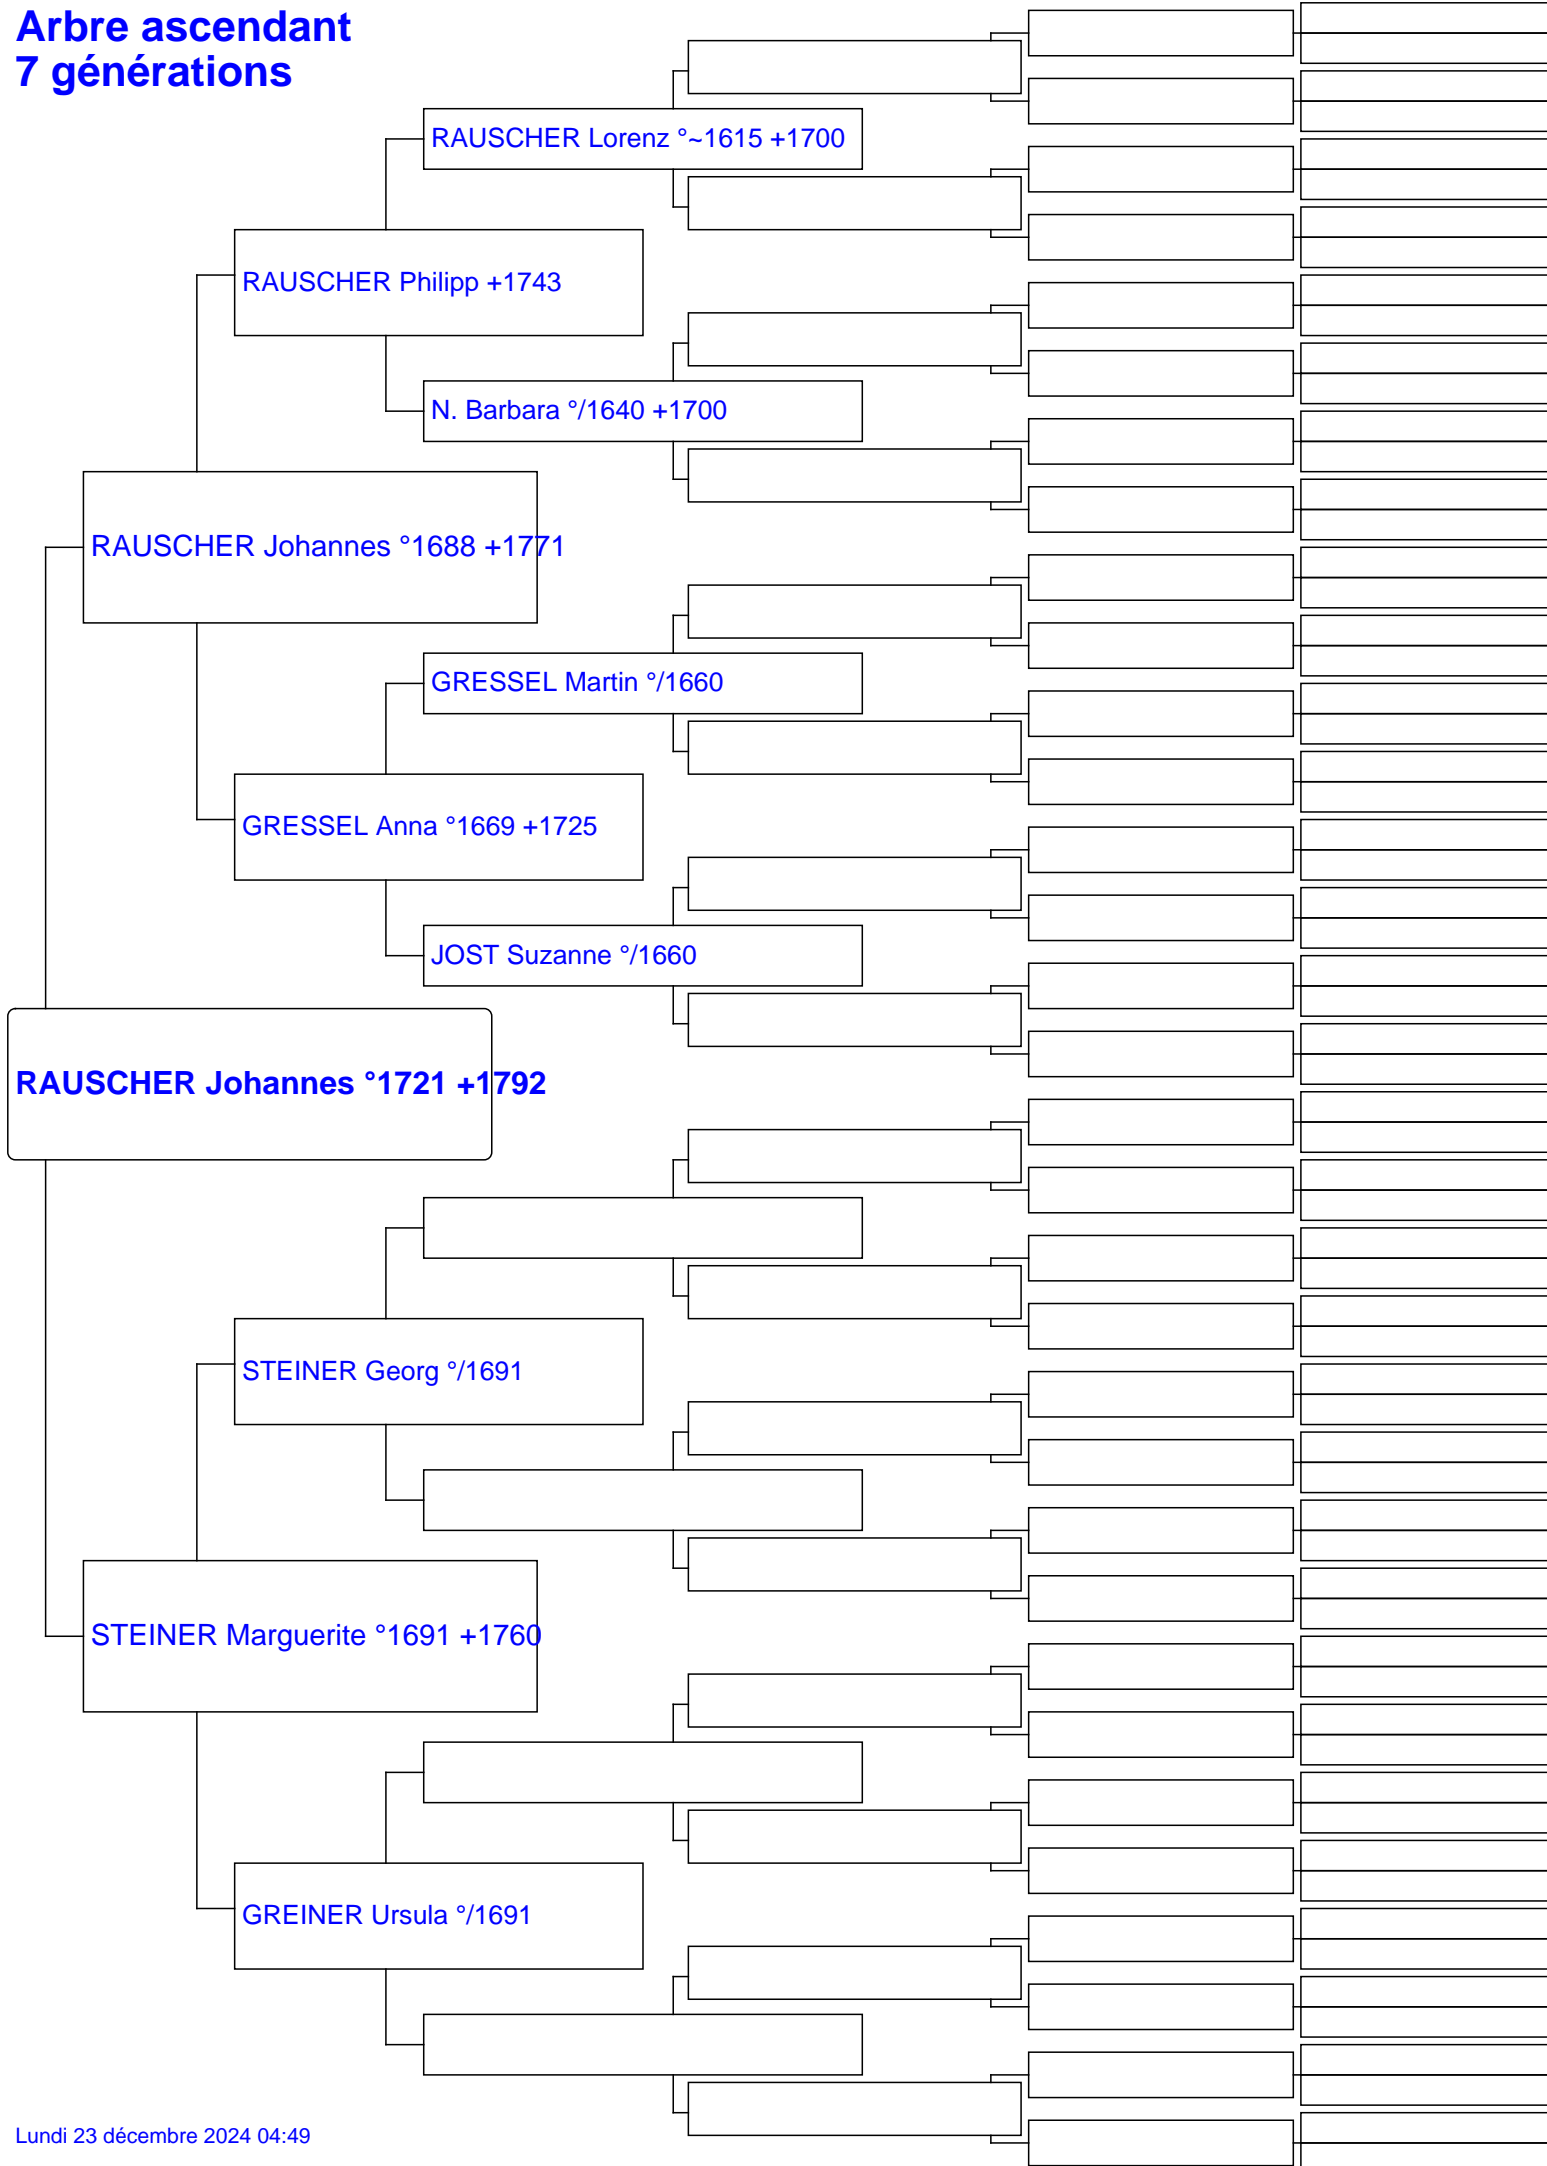 Arbre ascendant
7 générations
RAUSCHER Lorenz °~1615 +1700
RAUSCHER Philipp +1743
N. Barbara °/1640 +1700
RAUSCHER Johannes °1688 +1771
GRESSEL Martin °/1660
GRESSEL Anna °1669 +1725
JOST Suzanne °/1660
RAUSCHER Johannes °1721 +1792
STEINER Georg °/1691
STEINER Marguerite °1691 +1760
GREINER Ursula °/1691
Lundi 23 décembre 2024 04:49